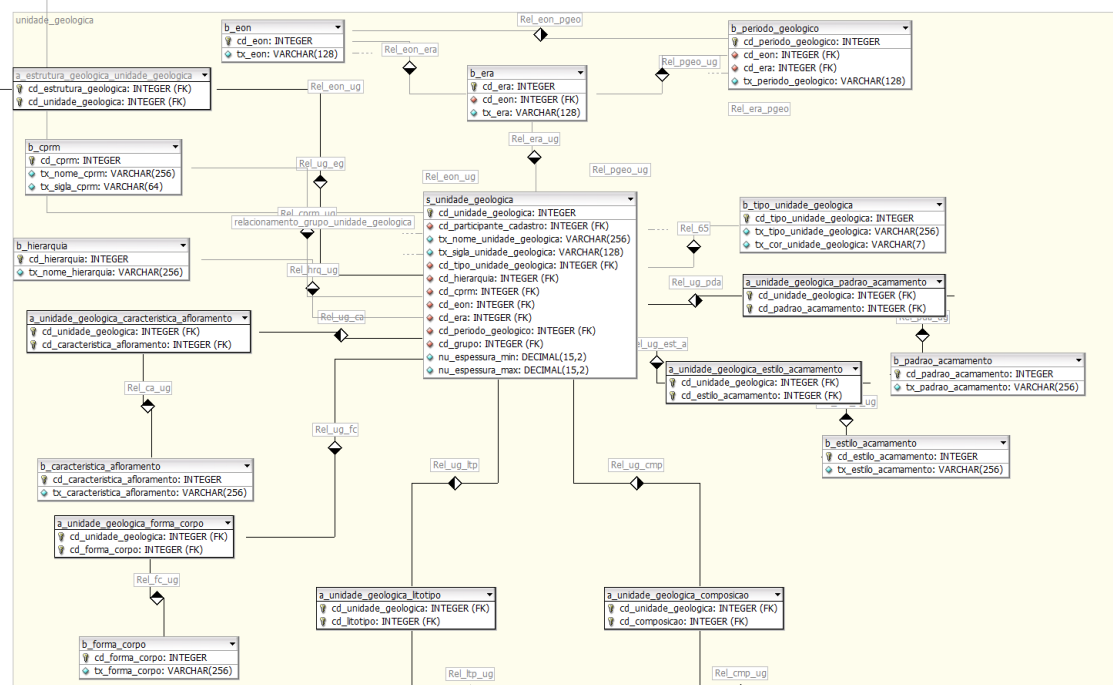 unidade_geologica
Rel_eon_pgeo
b_eon
cd_eon: INTEGER
tx_eon: VARCHAR(128)
Rel_eon_era
b_periodo_geologico
cd_periodo_geologico: INTEGER
cd_eon: INTEGER (FK)
cd_era: INTEGER (FK)
tx_periodo_geologico: VARCHAR(128)
Rel_pgeo_ug
Rel_era_pgeo
a_estrutura_geologica_unidade_geologica
cd_estrutura_geologica: INTEGER (FK)
cd_unidade_geologica: INTEGER (FK)
Rel_eon_ug
b_era
cd_era: INTEGER
cd_eon: INTEGER (FK)
tx_era: VARCHAR(128)
Rel_era_ug
b_cprm
cd_cprm: INTEGER
tx_nome_cprm: VARCHAR(256)
tx_sigla_cprm: VARCHAR(64)
Rel_ug_eg
Rel_eon_ug
Rel_pgeo_ug
Rel_cprm_ug
relacionamento_grupo_unidade_geologica
s_unidade_geologica
cd_unidade_geologica: INTEGER
cd_participante_cadastro: INTEGER (FK)
tx_nome_unidade_geologica: VARCHAR(256)
tx_sigla_unidade_geologica: VARCHAR(128)
cd_tipo_unidade_geologica: INTEGER (FK)
cd_hierarquia: INTEGER (FK)
cd_cprm: INTEGER (FK)
cd_eon: INTEGER (FK)
cd_era: INTEGER (FK)
cd_periodo_geologico: INTEGER (FK)
cd_grupo: INTEGER (FK)
nu_espessura_min: DECIMAL(15,2)
nu_espessura_max: DECIMAL(15,2)
Rel_65
b_tipo_unidade_geologica
cd_tipo_unidade_geologica: INTEGER
tx_tipo_unidade_geologica: VARCHAR(256)
tx_cor_unidade_geologica: VARCHAR(7)
b_hierarquia
cd_hierarquia: INTEGER
tx_nome_hierarquia: VARCHAR(256)
Rel_hrq_ug
Rel_ug_pda
a_unidade_geologica_padrao_acamamento
cd_unidade_geologica: INTEGER (FK)
cd_padrao_acamamento: INTEGER (FK)
a_unidade_geologica_caracteristica_afloramento
cd_unidade_geologica: INTEGER (FK)
cd_caracteristica_afloramento: INTEGER (FK)
Rel_ug_ca
el_ug_est_a
a_unidade_geologica_estilo_acamamento
cd_unidade_geologica: INTEGER (FK)
cd_estilo_acamamento: INTEGER (FK)
b_padrao_acamamento
cd_padrao_acamamento: INTEGER
tx_padrao_acamamento: VARCHAR(256)
Rel_ca_ug
Rel_ug_fc
b_estilo_acamamento
cd_estilo_acamamento: INTEGER
tx_estilo_acamamento: VARCHAR(256)
b_caracteristica_afloramento
cd_caracteristica_afloramento: INTEGER
tx_caracteristica_afloramento: VARCHAR(256)
Rel_ug_ltp
Rel_ug_cmp
a_unidade_geologica_forma_corpo
cd_unidade_geologica: INTEGER (FK)
cd_forma_corpo: INTEGER (FK)
Rel_fc_ug
a_unidade_geologica_litotipo
cd_unidade_geologica: INTEGER (FK)
cd_litotipo: INTEGER (FK)
a_unidade_geologica_composicao
cd_unidade_geologica: INTEGER (FK)
cd_composicao: INTEGER (FK)
b_forma_corpo
cd_forma_corpo: INTEGER
tx_forma_corpo: VARCHAR(256)
Rel_ltp_ug
Rel_cmp_ug